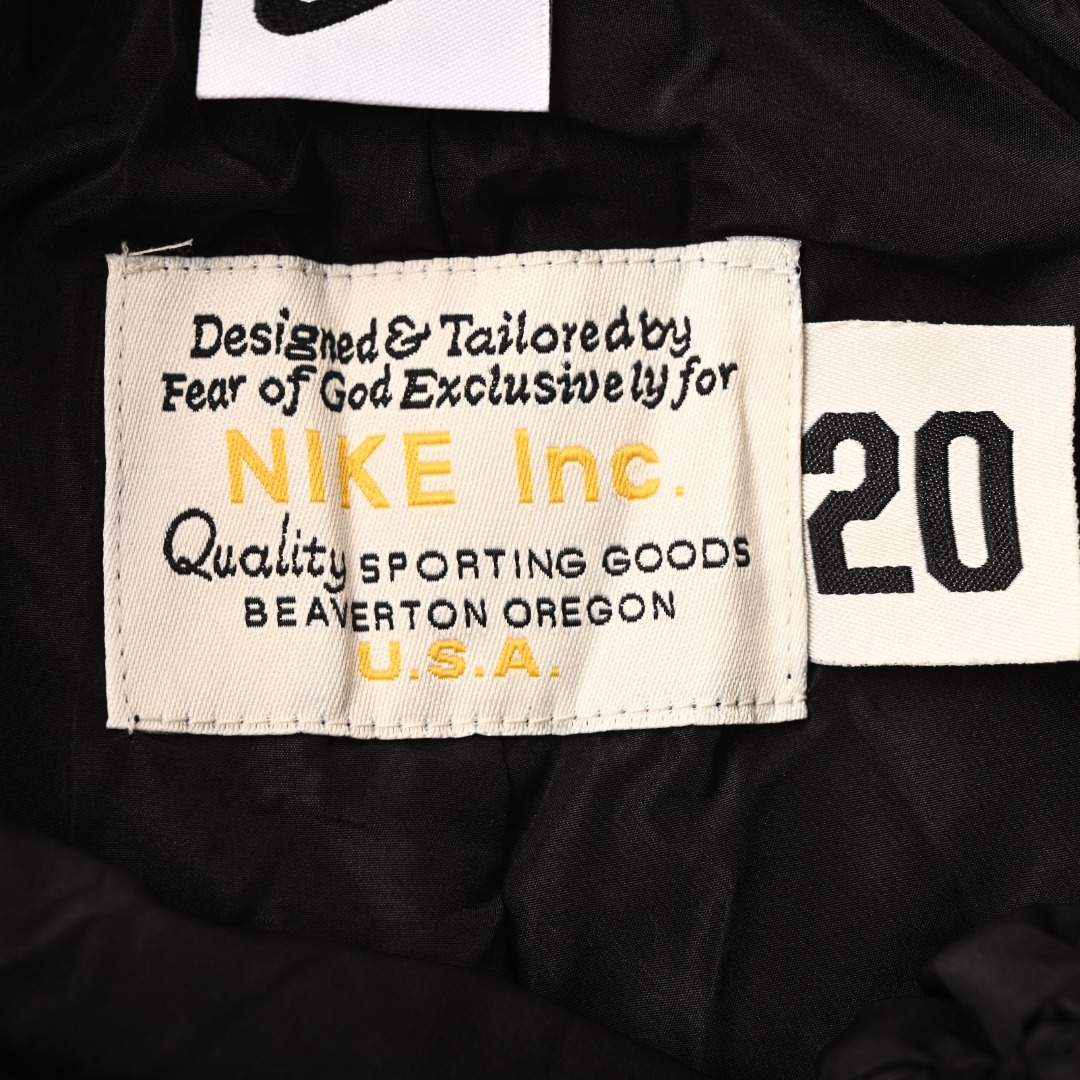 Designed & Tailored by
Fear of God Exclusively for
NIKE Inc.
Quality SPORTING GOODS
BEAVERTON OREGON
U.S.A.
20